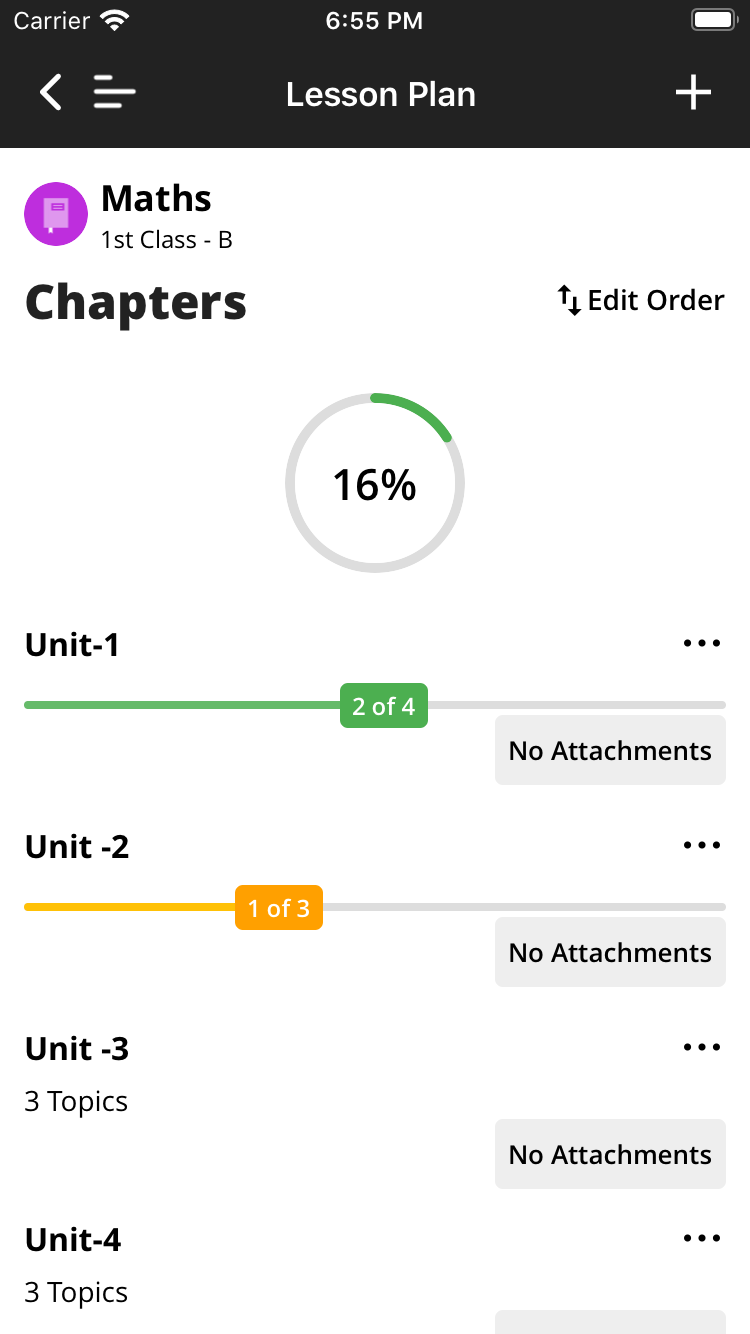 Carrier 6:55 PM
Lesson Plan
Maths
1st Class - B
Chapters Edit Order
16%
Unit-1
2 of 4
No Attachments
Unit -2
1 of 3
No Attachments
Unit -3
3 Topics
No Attachments
Unit-4
3 Topics